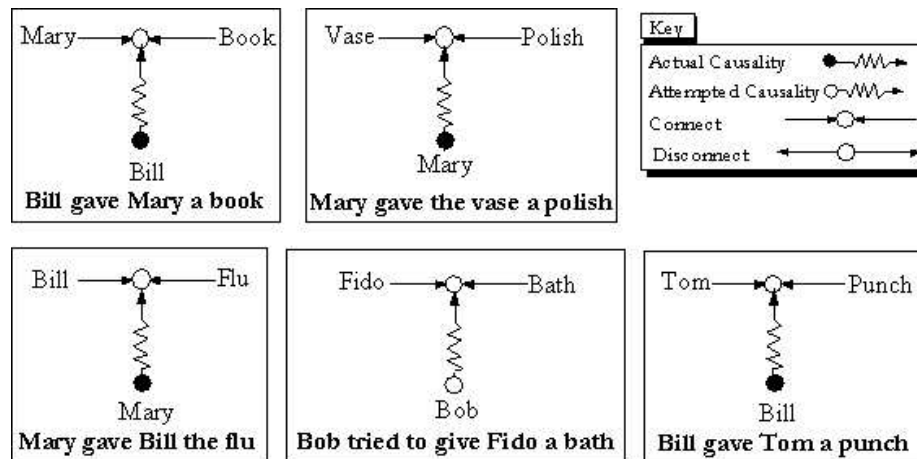 Mary Book
Bill
Bill gave Mary a book
Vase Polish
Mary
Mary gave the vase a polish
Key
Actual Causality
Attempted Causality
Connect
Disconnect
Bill Flu
Mary
Mary gave Bill the flu
Fido Bath
Bob
Bob tried to give Fido a bath
Tom Punch
Bill
Bill gave Tom a punch